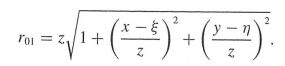 r₀₁ = z√(1 + ((x − ξ)/z)² + ((y − η)/z)²).